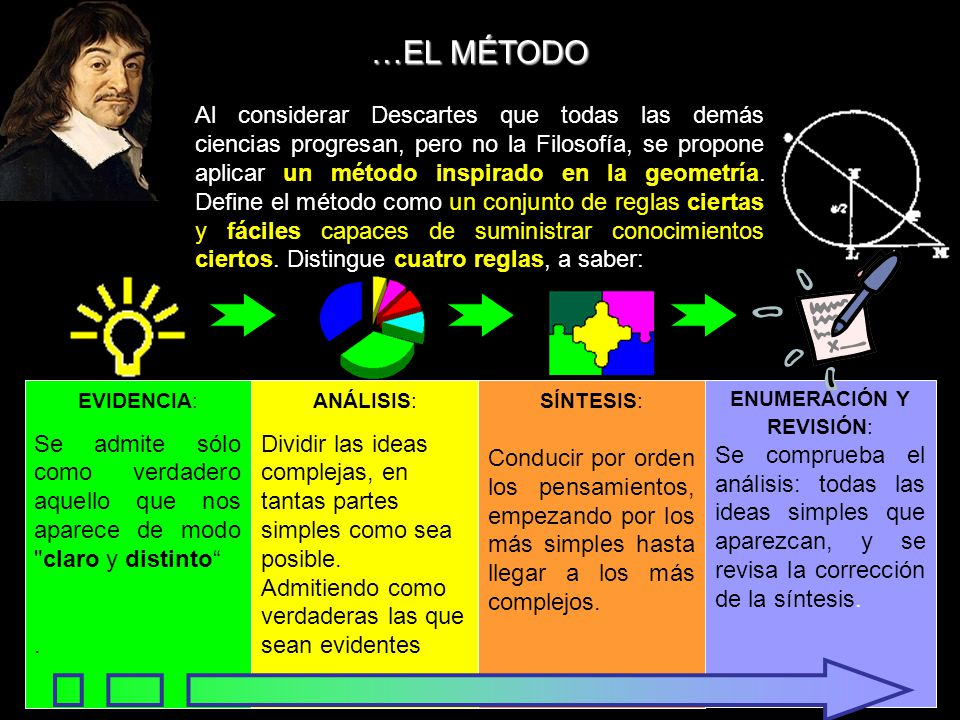 …EL MÉTODO
Al considerar Descartes que todas las demás
ciencias progresan, pero no la Filosofía, se propone
aplicar un método inspirado en la geometría.
Define el método como un conjunto de reglas ciertas
y fáciles capaces de suministrar conocimientos
ciertos. Distingue cuatro reglas, a saber:
EVIDENCIA:
Se admite sólo
como verdadero
aquello que nos
aparece de modo
"claro y distinto“
.
ANÁLISIS:
Dividir las ideas
complejas, en
tantas partes
simples como sea
posible.
Admitiendo como
verdaderas las que
sean evidentes
SÍNTESIS:
Conducir por orden
los pensamientos,
empezando por los
más simples hasta
llegar a los más
complejos.
ENUMERACIÓN Y
REVISIÓN:
Se comprueba el
análisis: todas las
ideas simples que
aparezcan, y se
revisa la corrección
de la síntesis.